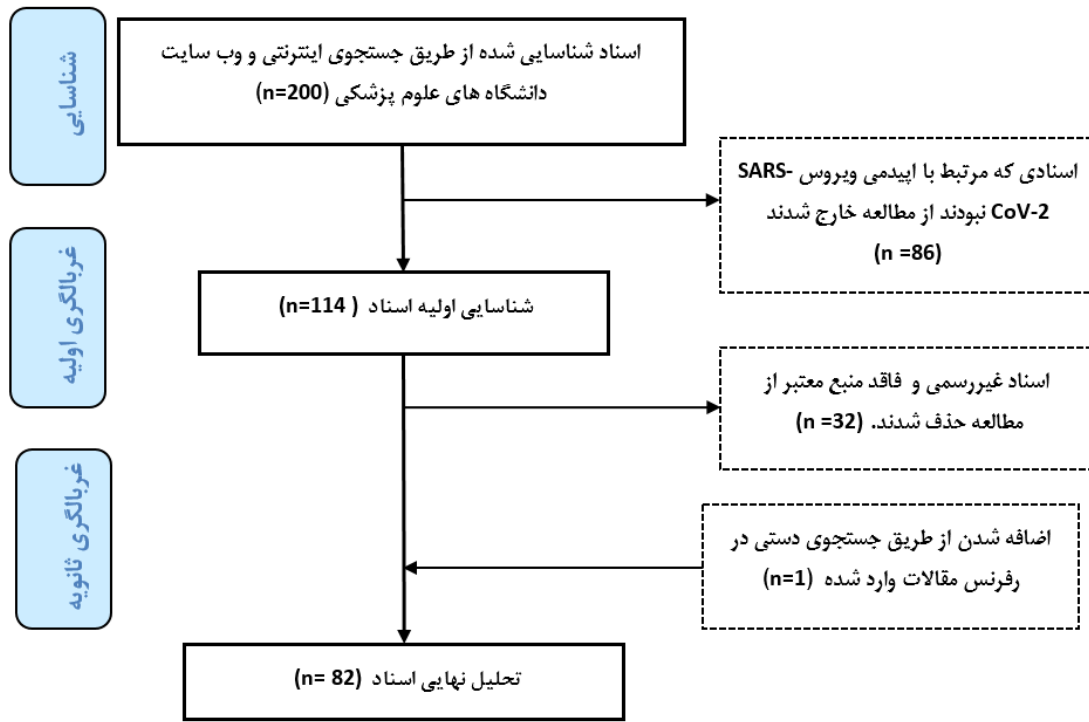 شناسایی
اسناد شناسایی شده از طریق جستجوی اینترنتی و وب سایت
دانشگاه های علوم پزشکی (n=200)
اسنادی که مرتبط با اپیدمی ویروس SARS-
CoV-2 نبودند از مطالعه خارج شدند
(n =86)
غربالگری اولیه
شناسایی اولیه اسناد ( n=114)
اسناد غیررسمی و فاقد منبع معتبر از
مطالعه حذف شدند. (n =32)
غربالگری ثانویه
اضافه شدن از طریق جستجوی دستی در
رفرنس مقالات وارد شده (n=1)
تحلیل نهایی اسناد (n= 82)